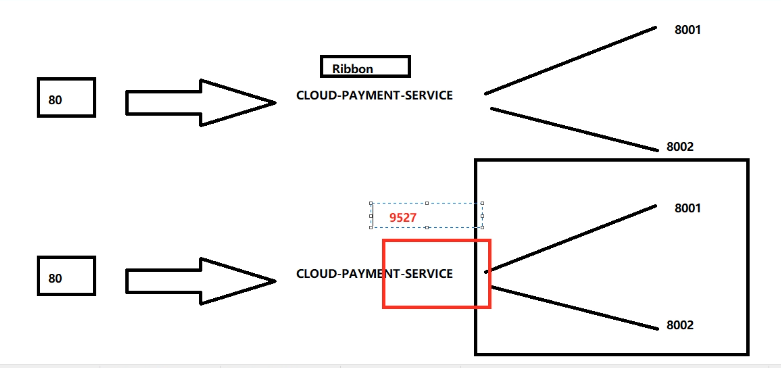 8001
Ribbon
80
CLOUD-PAYMENT-SERVICE
8002
9527
8001
80
CLOUD-PAYMENT-SERVICE
8002